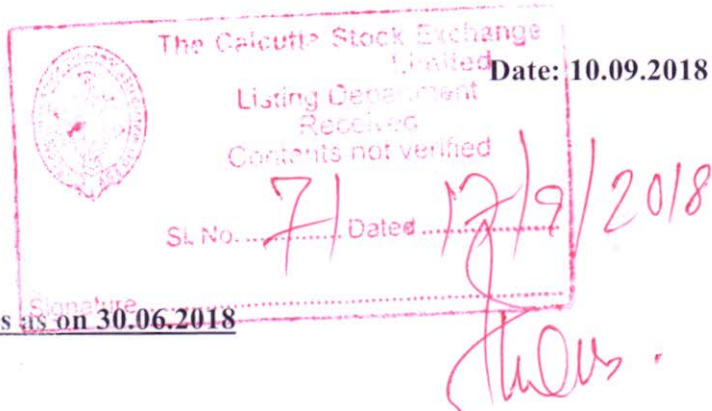 The Calcutta Stock Exchange
Limited
Date: 10.09.2018
Listing Department
Received
Contents not verified
Sl. No. .......... 71 Dated .......... 17/9/2018
Signature ..........
s as on 30.06.2018